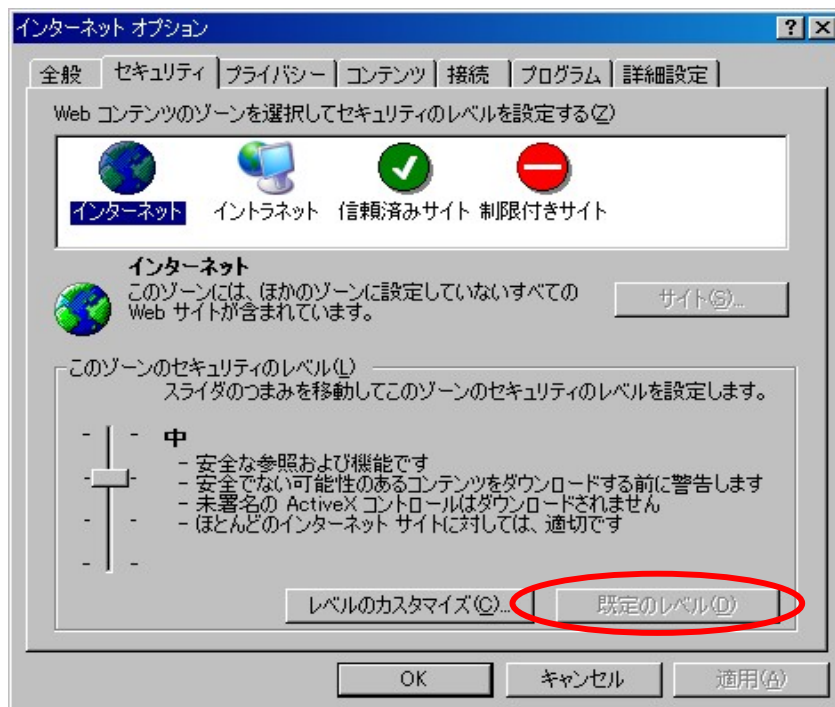 インターネット オプション
全般 セキュリティ プライバシー コンテンツ 接続 プログラム 詳細設定
Web コンテンツのゾーンを選択してセキュリティのレベルを設定する(Z)
インターネット イントラネット 信頼済みサイト 制限付きサイト
インターネット
このゾーンには、ほかのゾーンに設定していないすべての
Web サイトが含まれています。
サイト(S)...
このゾーンのセキュリティのレベル(L)
スライダのつまみを移動してこのゾーンのセキュリティのレベルを設定します。
中
- 安全な参照および機能です
- 安全でない可能性のあるコンテンツをダウンロードする前に警告します
- 未署名の ActiveX コントロールはダウンロードされません
- ほとんどのインターネット サイトに対しては、適切です
レベルのカスタマイズ(C)... 既定のレベル(D)
OK キャンセル 適用(A)